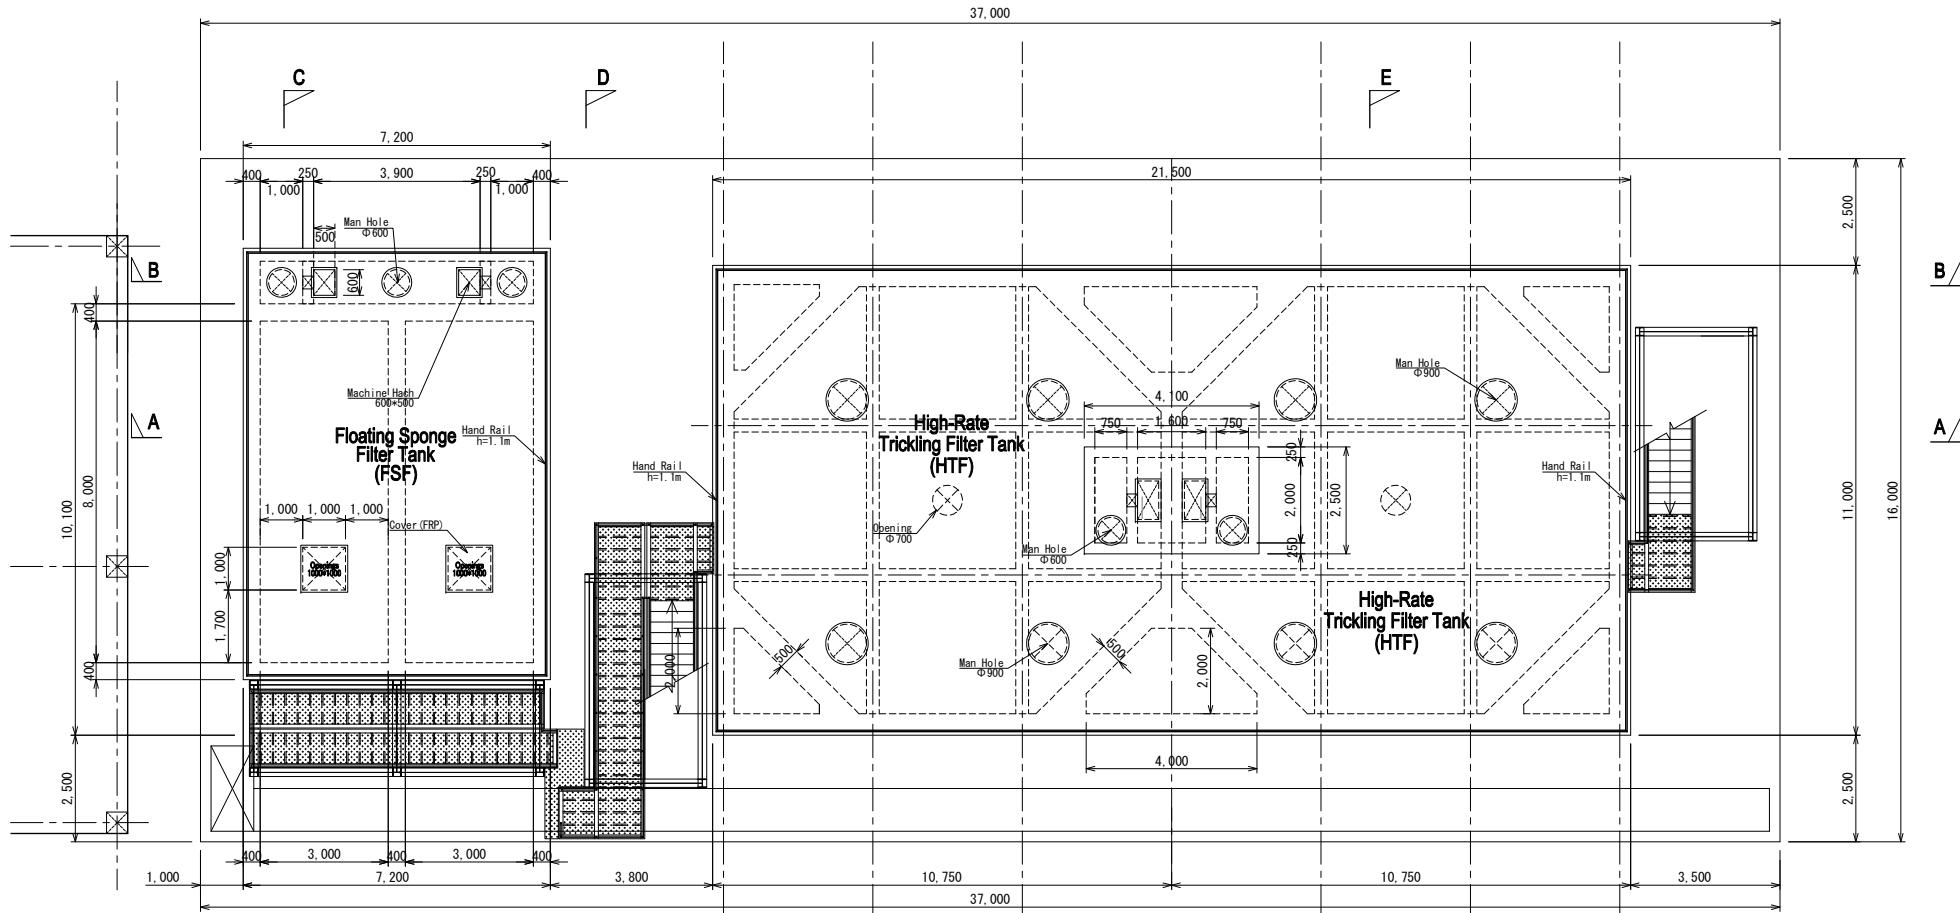 37,000
C
D
E
7,200
400
250
3,900
250
400
1,000
1,000
21,500
2,500
Man Hole
Φ600
500
600
B
B
400
Machine Hach
600*500
Man Hole
Φ900
4,100
750
1,600
750
250
A
A
Floating Sponge
Filter Tank
(FSF)
Hand Rail
h=1.1m
High-Rate
Trickling Filter Tank
(HTF)
Hand Rail
h=1.1m
Hand Rail
h=1.1m
10,100
8,000
2,000
2,500
11,000
16,000
1,000
1,000
1,000
Cover(FRP)
Opening
Φ700
Man Hole
Φ600
250
1,000
Openings
1000*1000
Openings
1000*1000
High-Rate
Trickling Filter Tank
(HTF)
1,700
400
500
2,000
Man Hole
Φ900
500
2,000
2,500
4,000
2,500
400
3,000
400
3,000
400
1,000
7,200
3,800
10,750
10,750
3,500
37,000